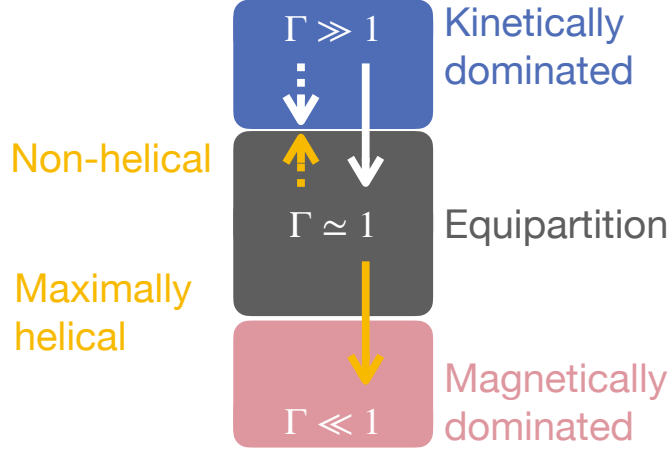 Γ ≫ 1
Kinetically
dominated
Non-helical
Γ ≃ 1
Equipartition
Maximally
helical
Magnetically
dominated
Γ ≪ 1